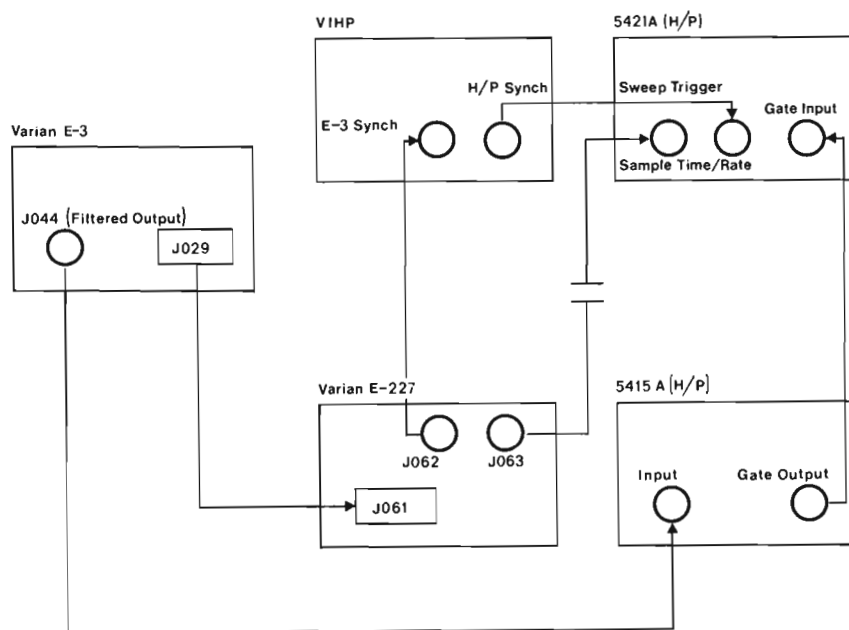 VIHP
5421A (H/P)
H/P Synch
Sweep Trigger
E-3 Synch
Gate Input
Sample Time/Rate
Varian E-3
J044 (Filtered Output)
J029
Varian E-227
5415 A (H/P)
J062
J063
Input
Gate Output
J061